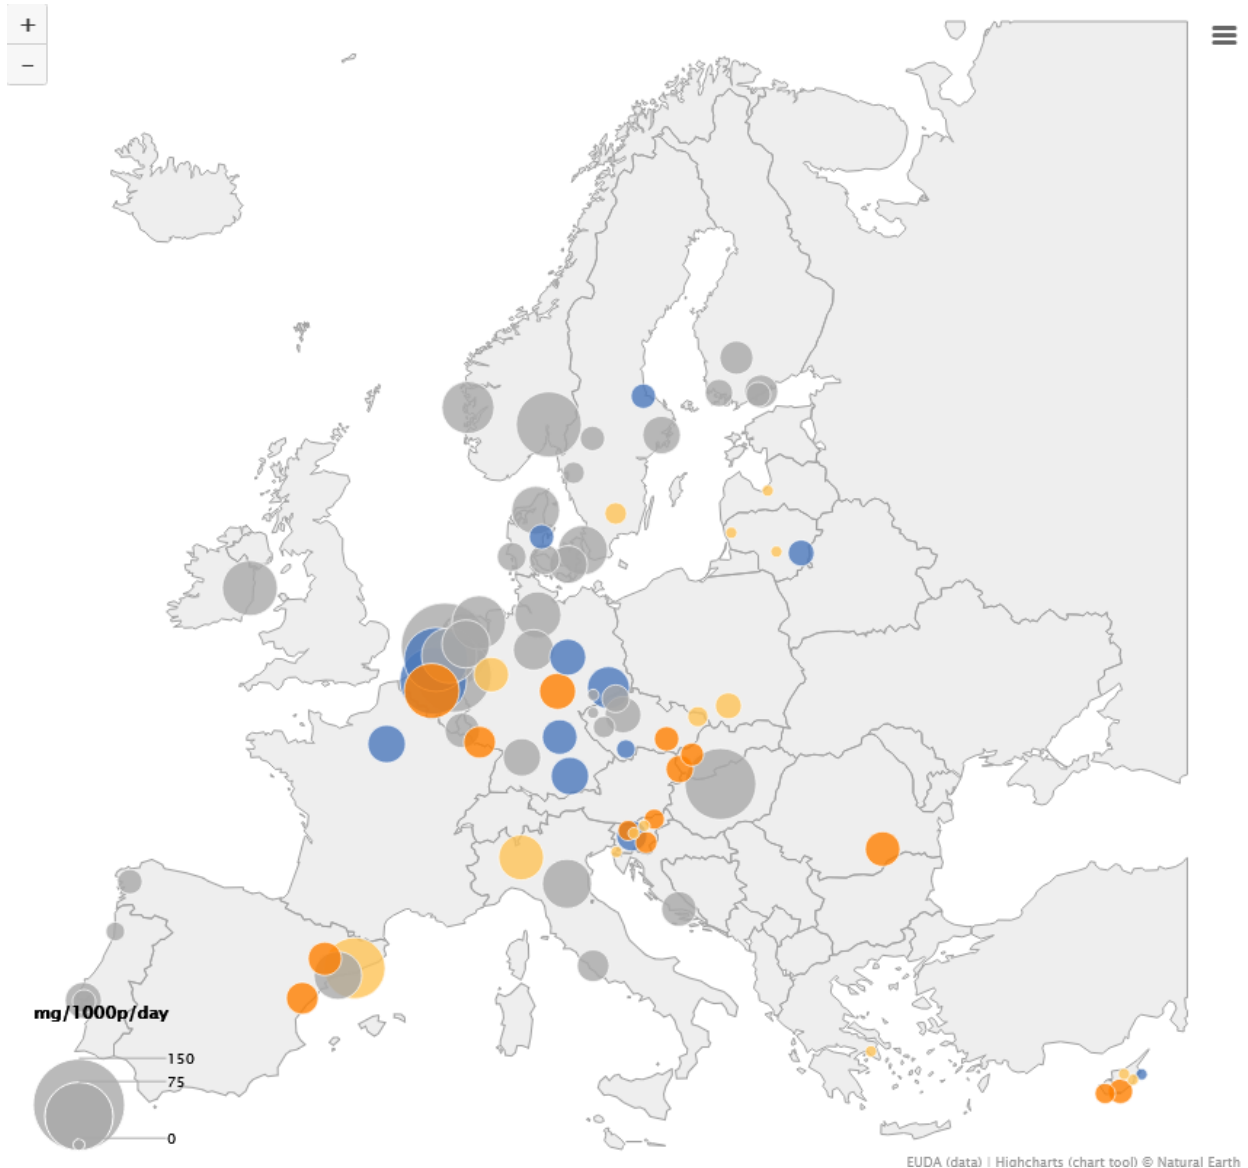 +
−
mg/1000p/day
150
75
0
EUDA (data) | Highcharts (chart tool) © Natural Earth